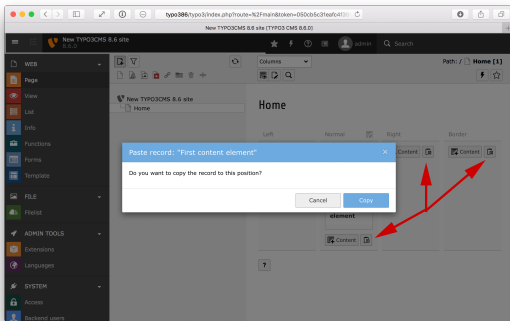 typo386/typo3/index.php?route=%2Fmain&token=050cb5c31eafc413
New TYPO3CMS 8.6 site [TYPO3 CMS 8.6.0]
New TYPO3CMS 8.6 site
8.6.0
admin
Search
WEB
Page
View
List
Info
Functions
Forms
Template
FILE
Filelist
ADMIN TOOLS
Extensions
Languages
SYSTEM
Access
Backend users
New TYPO3CMS 8.6 site
Home
Columns
Path: / Home [1]
Home
Left
Normal
Right
Border
Content
Content
Paste record: "First content element"
Do you want to copy the record to this position?
Cancel
Copy
element
Content
?